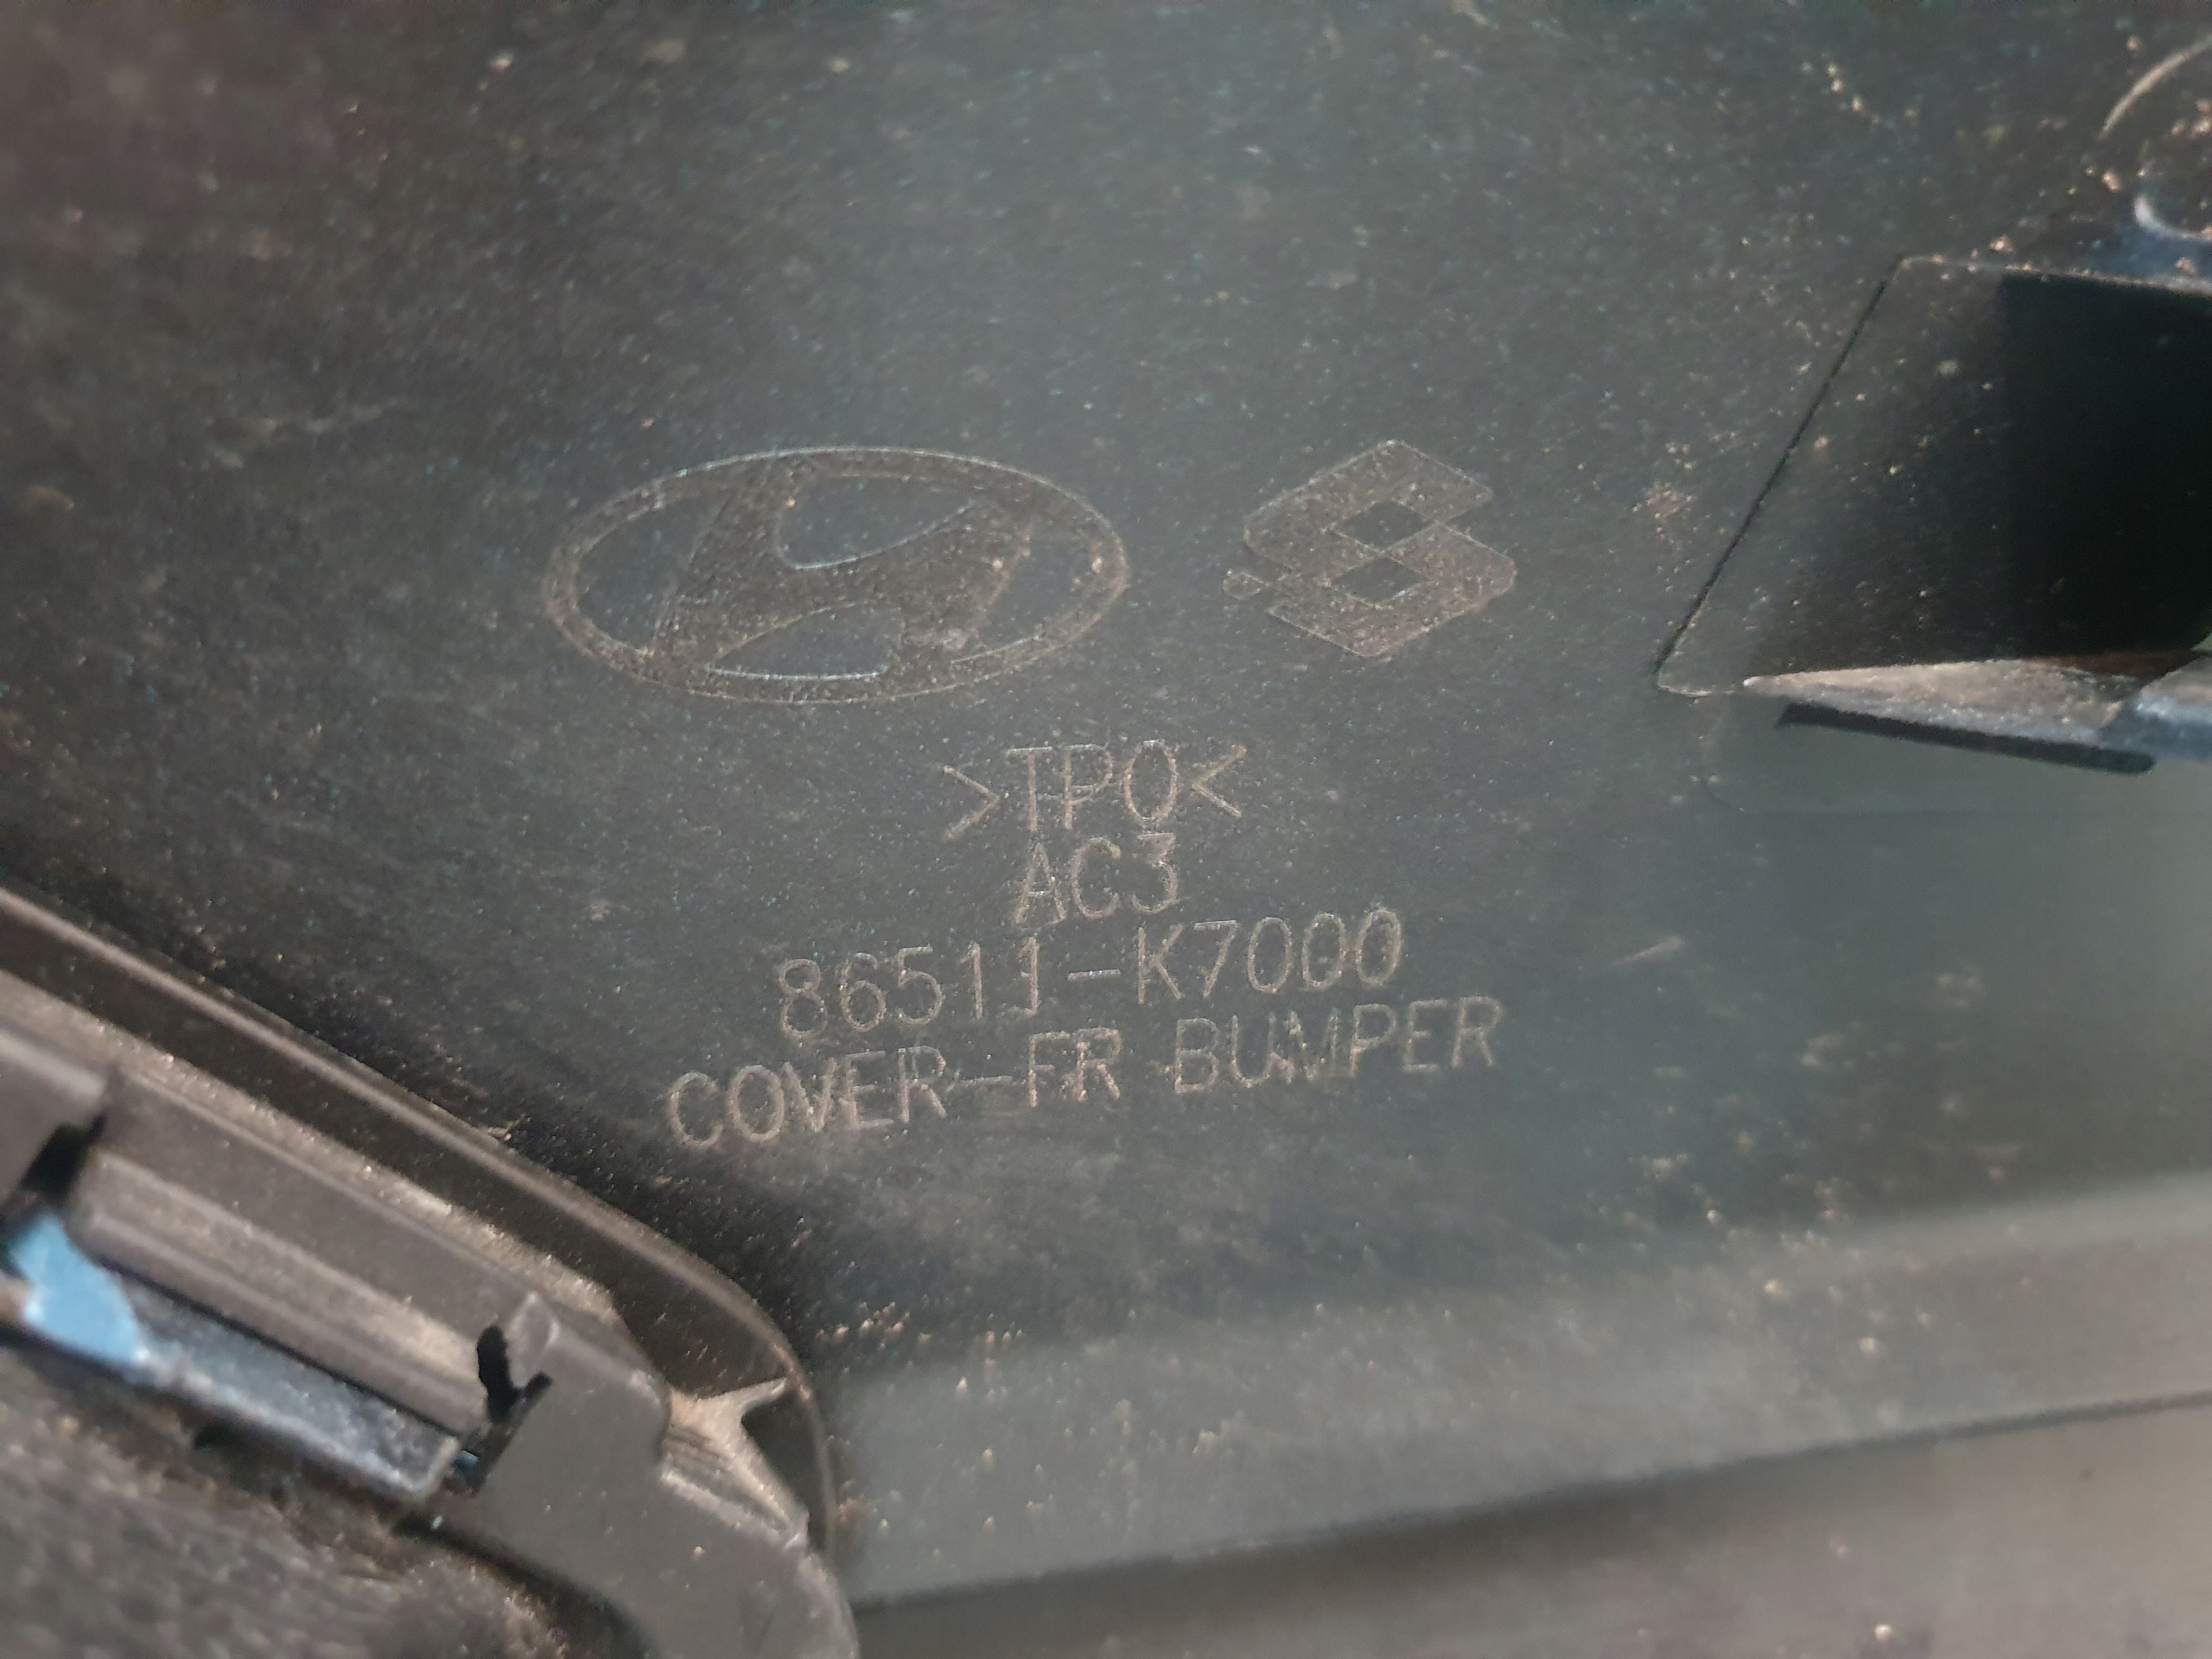 >TPO<
AC3
86511-K7000
COVER-FR BUMPER